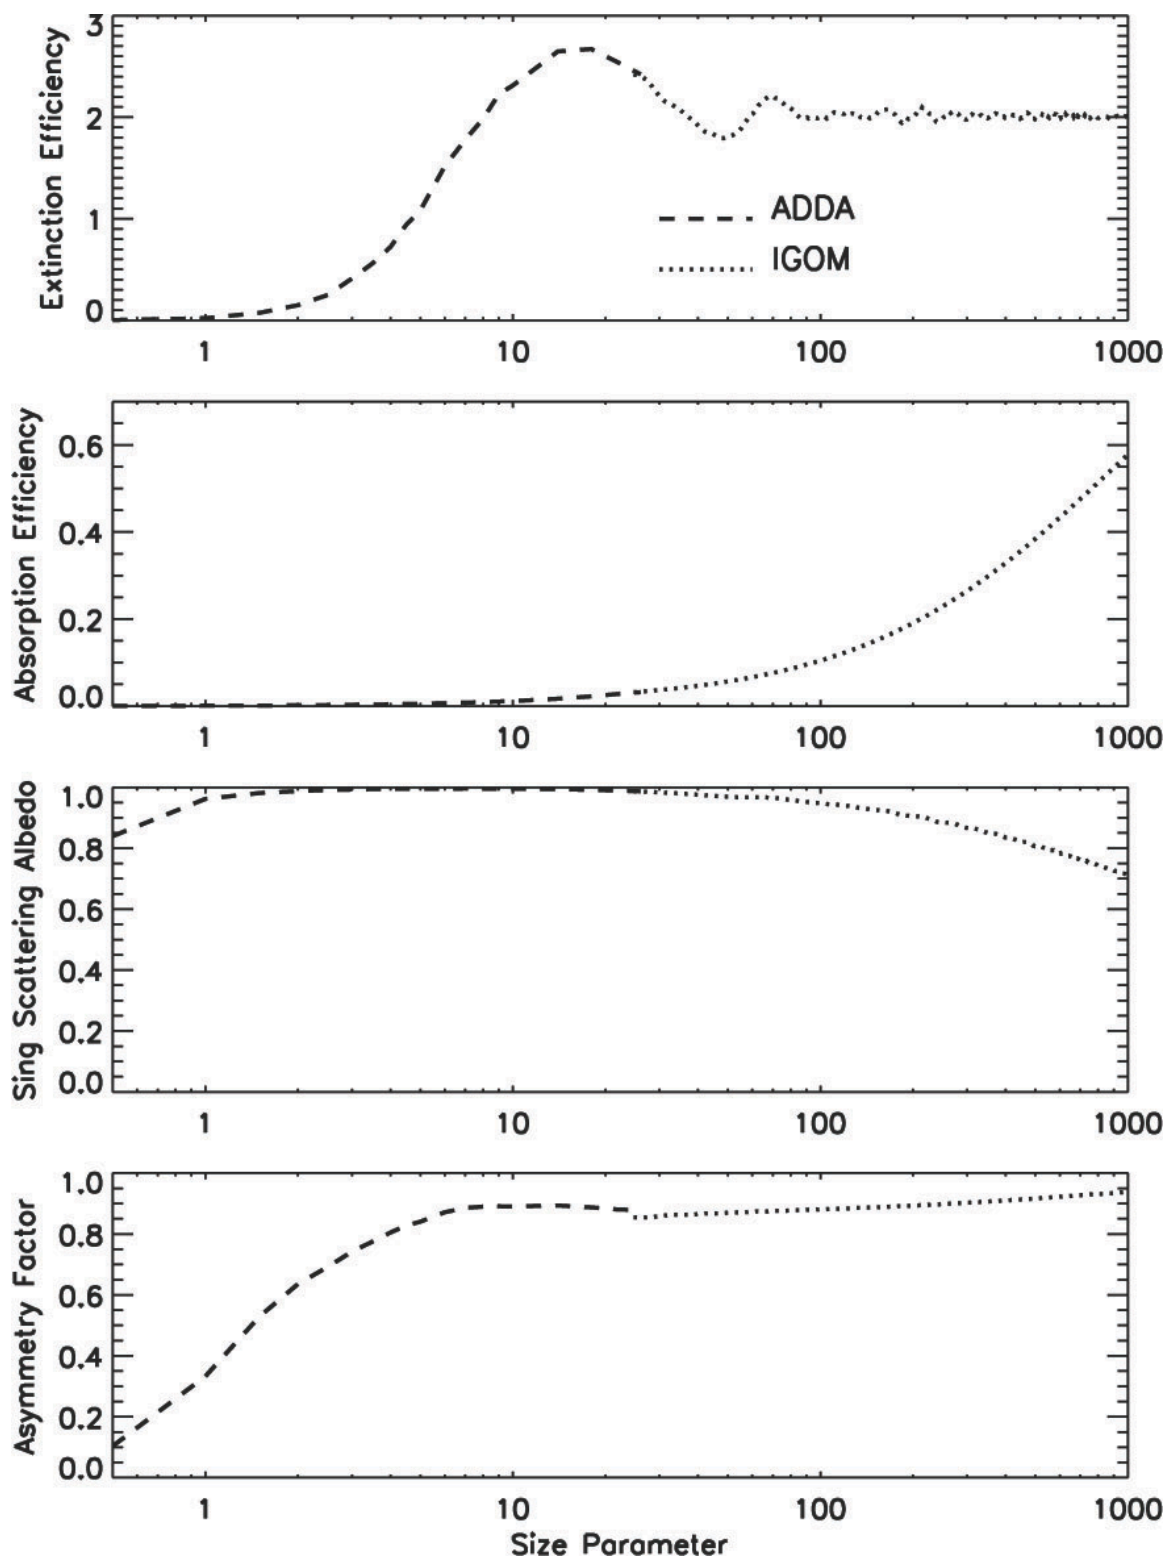 Extinction Efficiency
3
2
1
0
ADDA
IGOM
1 10 100 1000
Absorption Efficiency
0.6
0.4
0.2
0.0
1 10 100 1000
Sing Scattering Albedo
1.0
0.8
0.6
0.4
0.2
0.0
1 10 100 1000
Asymmetry Factor
1.0
0.8
0.6
0.4
0.2
0.0
1 10 100 1000
Size Parameter